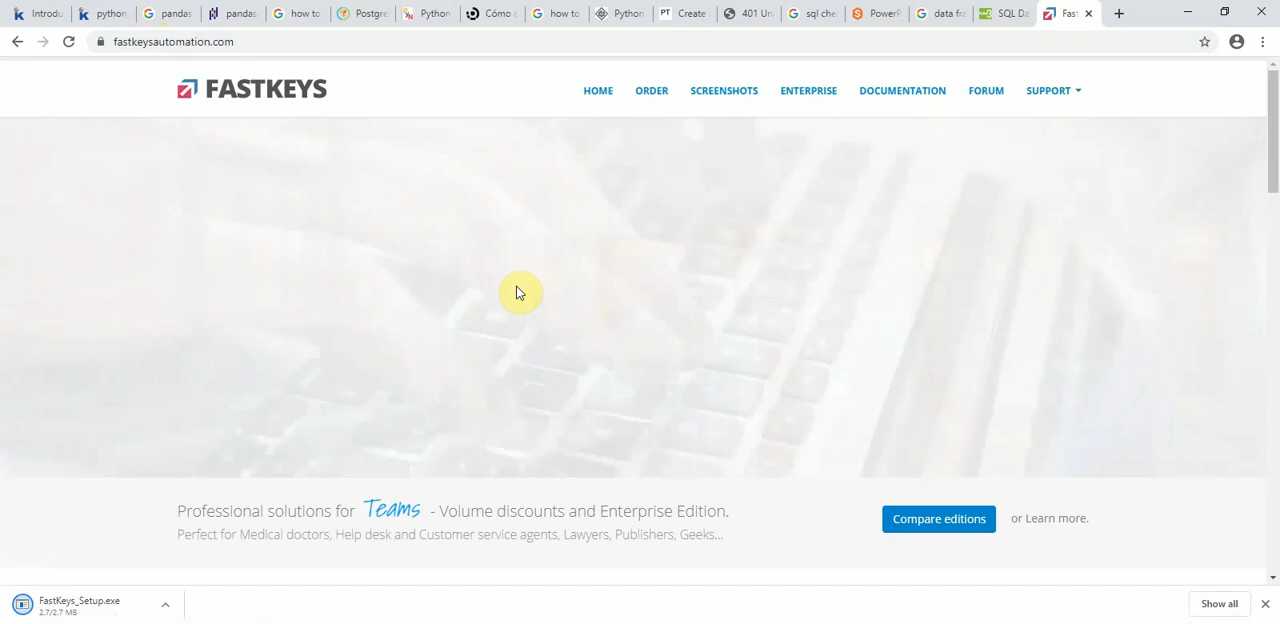 Introdu
python,
pandas
pandas
how to
Postgre
Python
Cómo c
how to
Python
Create
401 Un
sql che
PowerP
data fra
SQL Da
Fast
fastkeysautomation.com
FASTKEYS
HOME
ORDER
SCREENSHOTS
ENTERPRISE
DOCUMENTATION
FORUM
SUPPORT
Professional solutions for Teams - Volume discounts and Enterprise Edition.
Perfect for Medical doctors, Help desk and Customer service agents, Lawyers, Publishers, Geeks...
Compare editions
or Learn more.
FastKeys_Setup.exe
2.7/2.7 MB
Show all